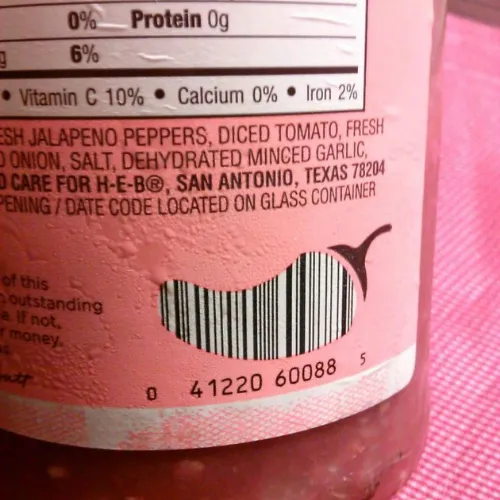 0% Protein 0g
g 6%
• Vitamin C 10% • Calcium 0% • Iron 2%
ESH JALAPENO PEPPERS, DICED TOMATO, FRESH
D ONION, SALT, DEHYDRATED MINCED GARLIC,
D CARE FOR H-E-B®, SAN ANTONIO, TEXAS 78204
PENING / DATE CODE LOCATED ON GLASS CONTAINER
of this
outstanding
e. If not,
r money.
0 41220 60088 5